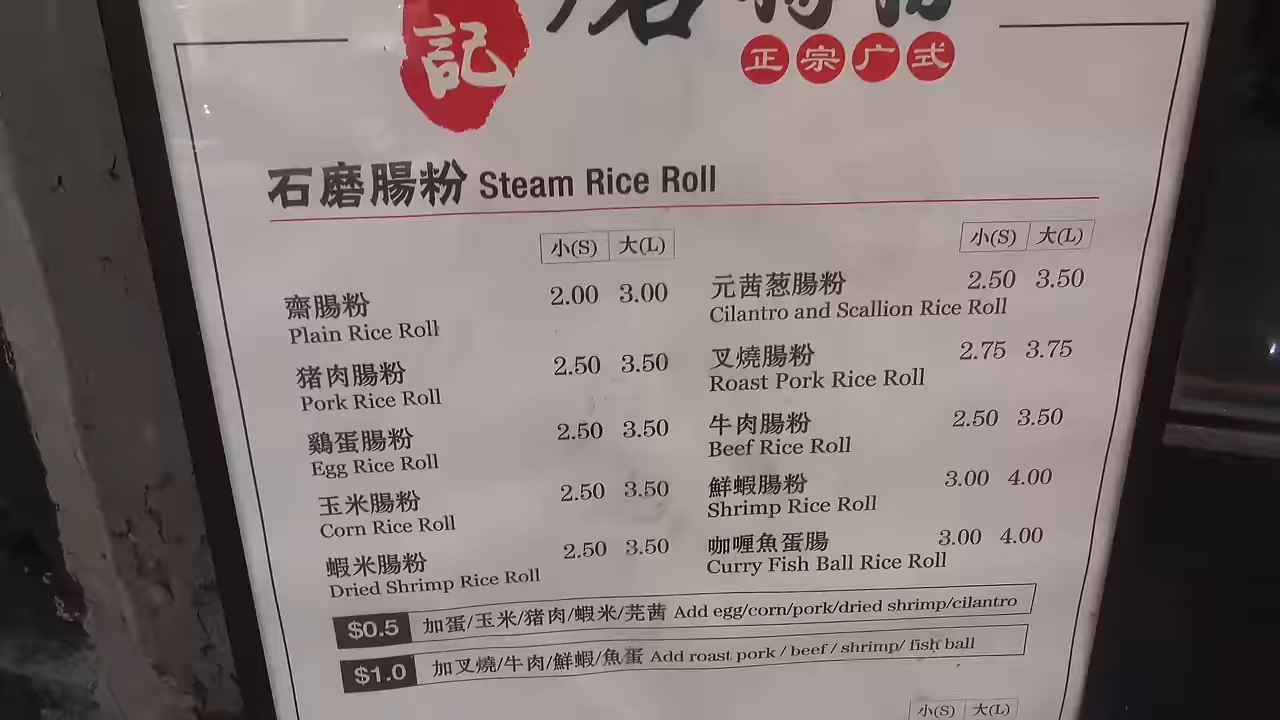 記
正宗广式
石磨腸粉 Steam Rice Roll
小(S) 大(L)
齋腸粉 2.00 3.00
Plain Rice Roll
猪肉腸粉 2.50 3.50
Pork Rice Roll
鷄蛋腸粉 2.50 3.50
Egg Rice Roll
玉米腸粉 2.50 3.50
Corn Rice Roll
蝦米腸粉 2.50 3.50
Dried Shrimp Rice Roll
小(S) 大(L)
元茜葱腸粉 2.50 3.50
Cilantro and Scallion Rice Roll
叉燒腸粉 2.75 3.75
Roast Pork Rice Roll
牛肉腸粉 2.50 3.50
Beef Rice Roll
鮮蝦腸粉 3.00 4.00
Shrimp Rice Roll
咖喱魚蛋腸 3.00 4.00
Curry Fish Ball Rice Roll
$0.5 加蛋/玉米/猪肉/蝦米/芫茜 Add egg/corn/pork/dried shrimp/cilantro
$1.0 加叉燒/牛肉/鮮蝦/魚蛋 Add roast pork / beef / shrimp/ fish ball
小(S) 大(L)